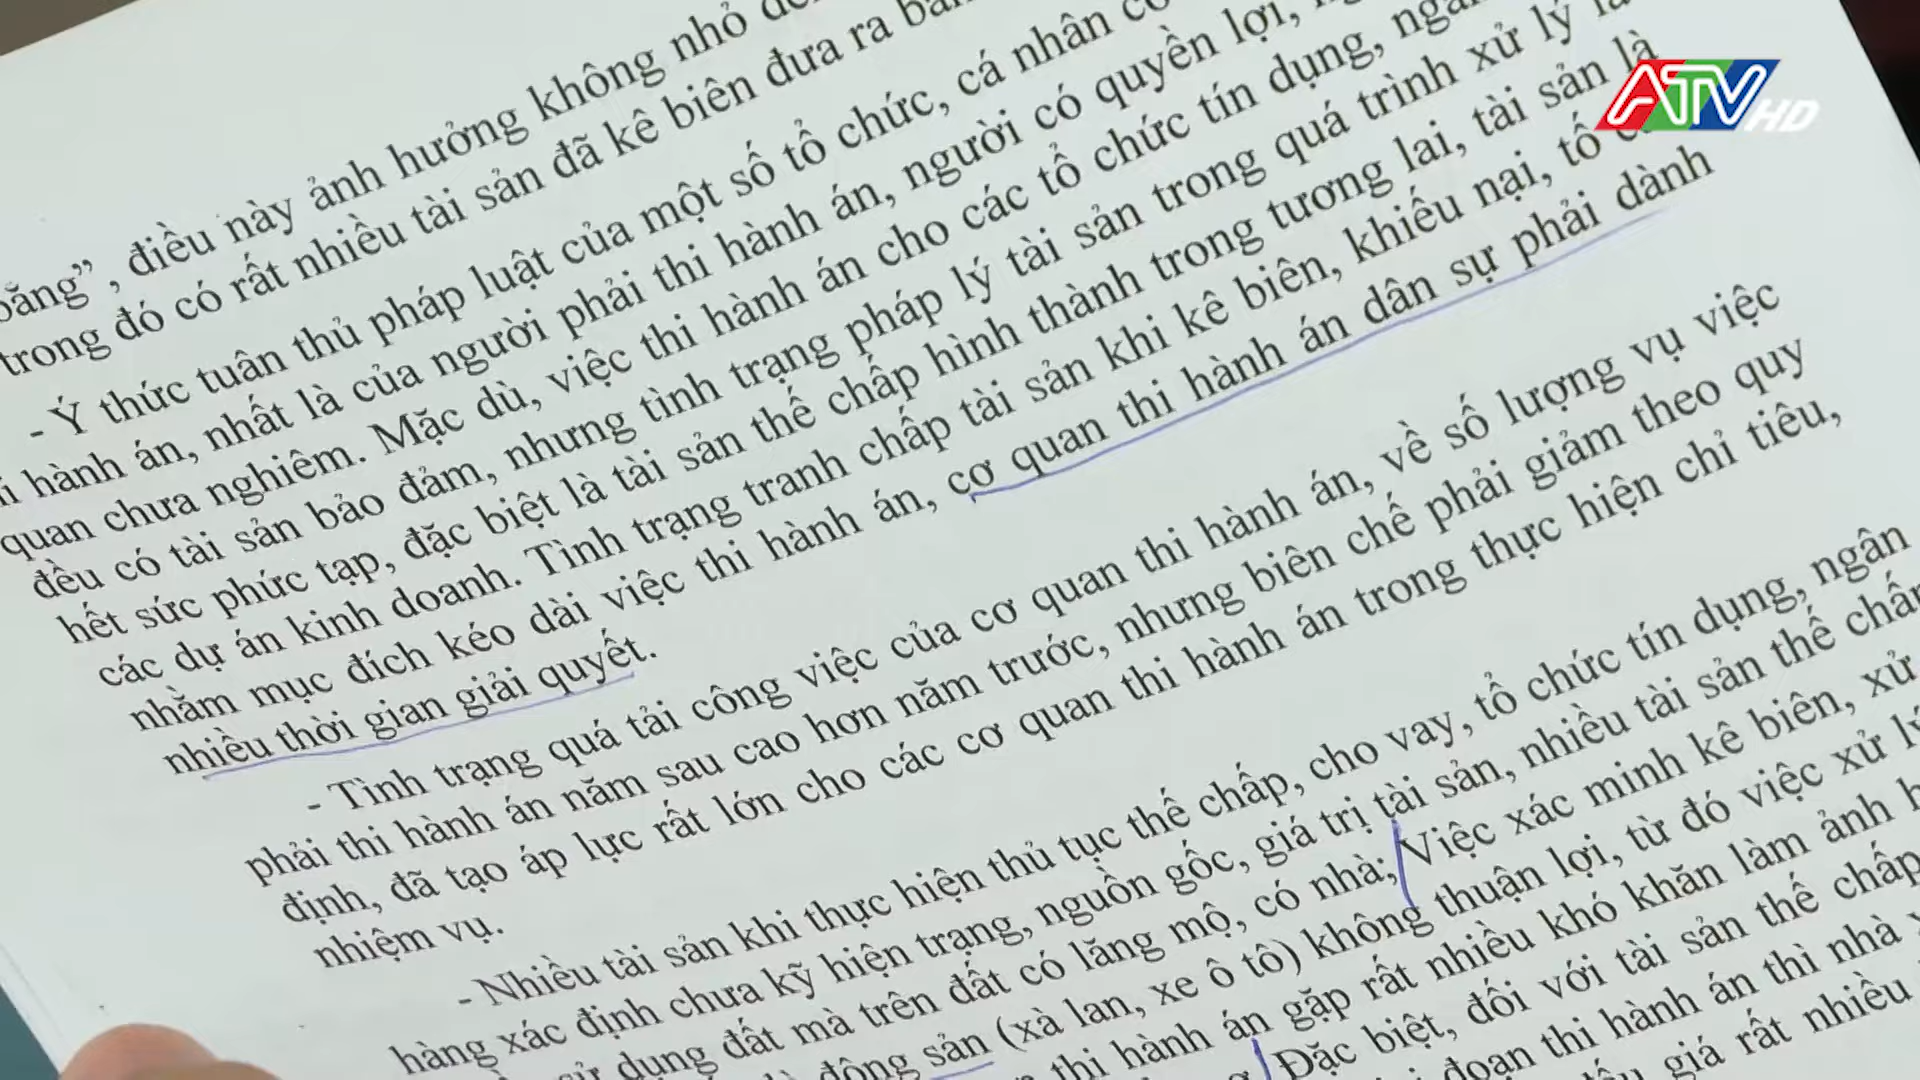 ATV HD
bằng”, điều này ảnh hưởng không nhỏ
trong đó có rất nhiều tài sản đã kê biên đưa ra
- Ý thức tuân thủ pháp luật của một số tổ chức, cá nhân
hành án, nhất là của người phải thi hành án, người có quyền lợi,
quan chưa nghiêm. Mặc dù, việc thi hành án cho các tổ chức tín dụng,
đều có tài sản bảo đảm, nhưng tình trạng pháp lý tài sản trong quá trình xử lý
hết sức phức tạp, đặc biệt là tài sản thế chấp hình thành trong tương lai, tài sản là
các dự án kinh doanh. Tình trạng tranh chấp tài sản khi kê biên, khiếu nại, tố
nhằm mục đích kéo dài việc thi hành án, cơ quan thi hành án dân sự phải dành
nhiều thời gian giải quyết.
- Tình trạng quá tải công việc của cơ quan thi hành án, về số lượng vụ việc
phải thi hành án năm sau cao hơn năm trước, nhưng biên chế phải giảm theo quy
định, đã tạo áp lực rất lớn cho các cơ quan thi hành án trong thực hiện chỉ tiêu,
nhiệm vụ.
- Nhiều tài sản khi thực hiện thủ tục thế chấp, cho vay, tổ chức tín dụng, ngân
hàng xác định chưa kỹ hiện trạng, nguồn gốc, giá trị tài sản, nhiều tài sản thế chấp
sử dụng đất mà trên đất có lăng mộ, có nhà; Việc xác minh kê biên, xử
động sản (xà lan, xe ô tô) không thuận lợi, từ đó việc xử lý
thi hành án gặp rất nhiều khó khăn làm ảnh
Đặc biệt, đối với tài sản thế chấp
đoạn thi hành án thì nhà
giá rất nhiều